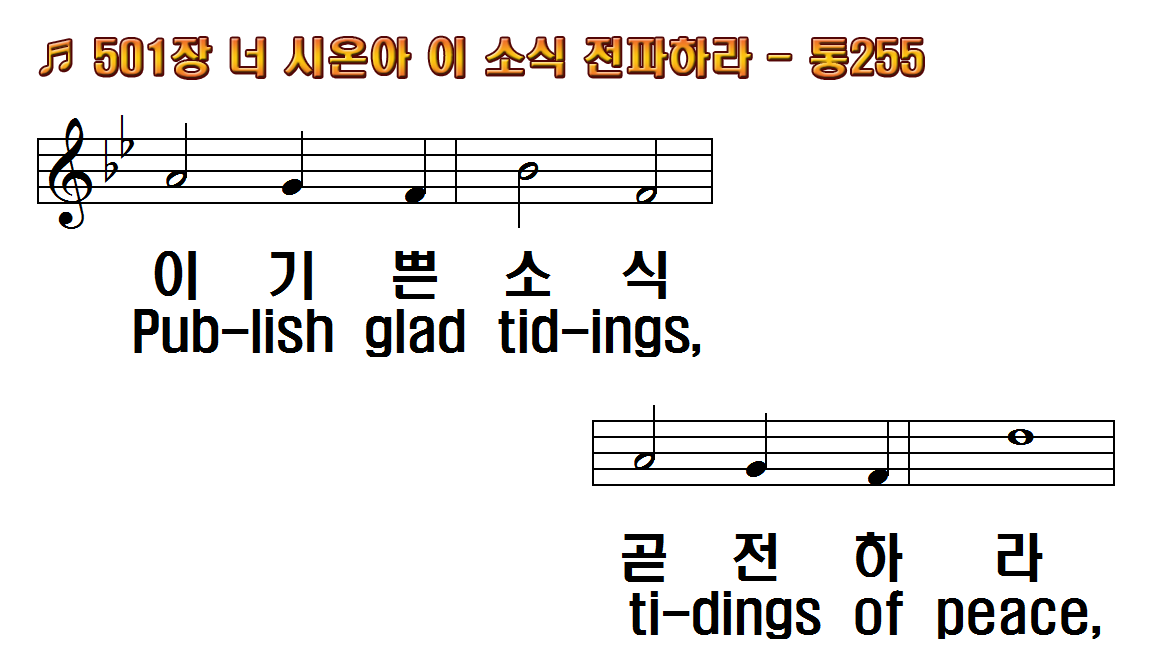 ♬ 501장 너 시온아 이 소식 전파하라 - 통255
이 기 쁜 소 식
Pub-lish glad tid-ings,
곧 전 하 라
ti-dings of peace,